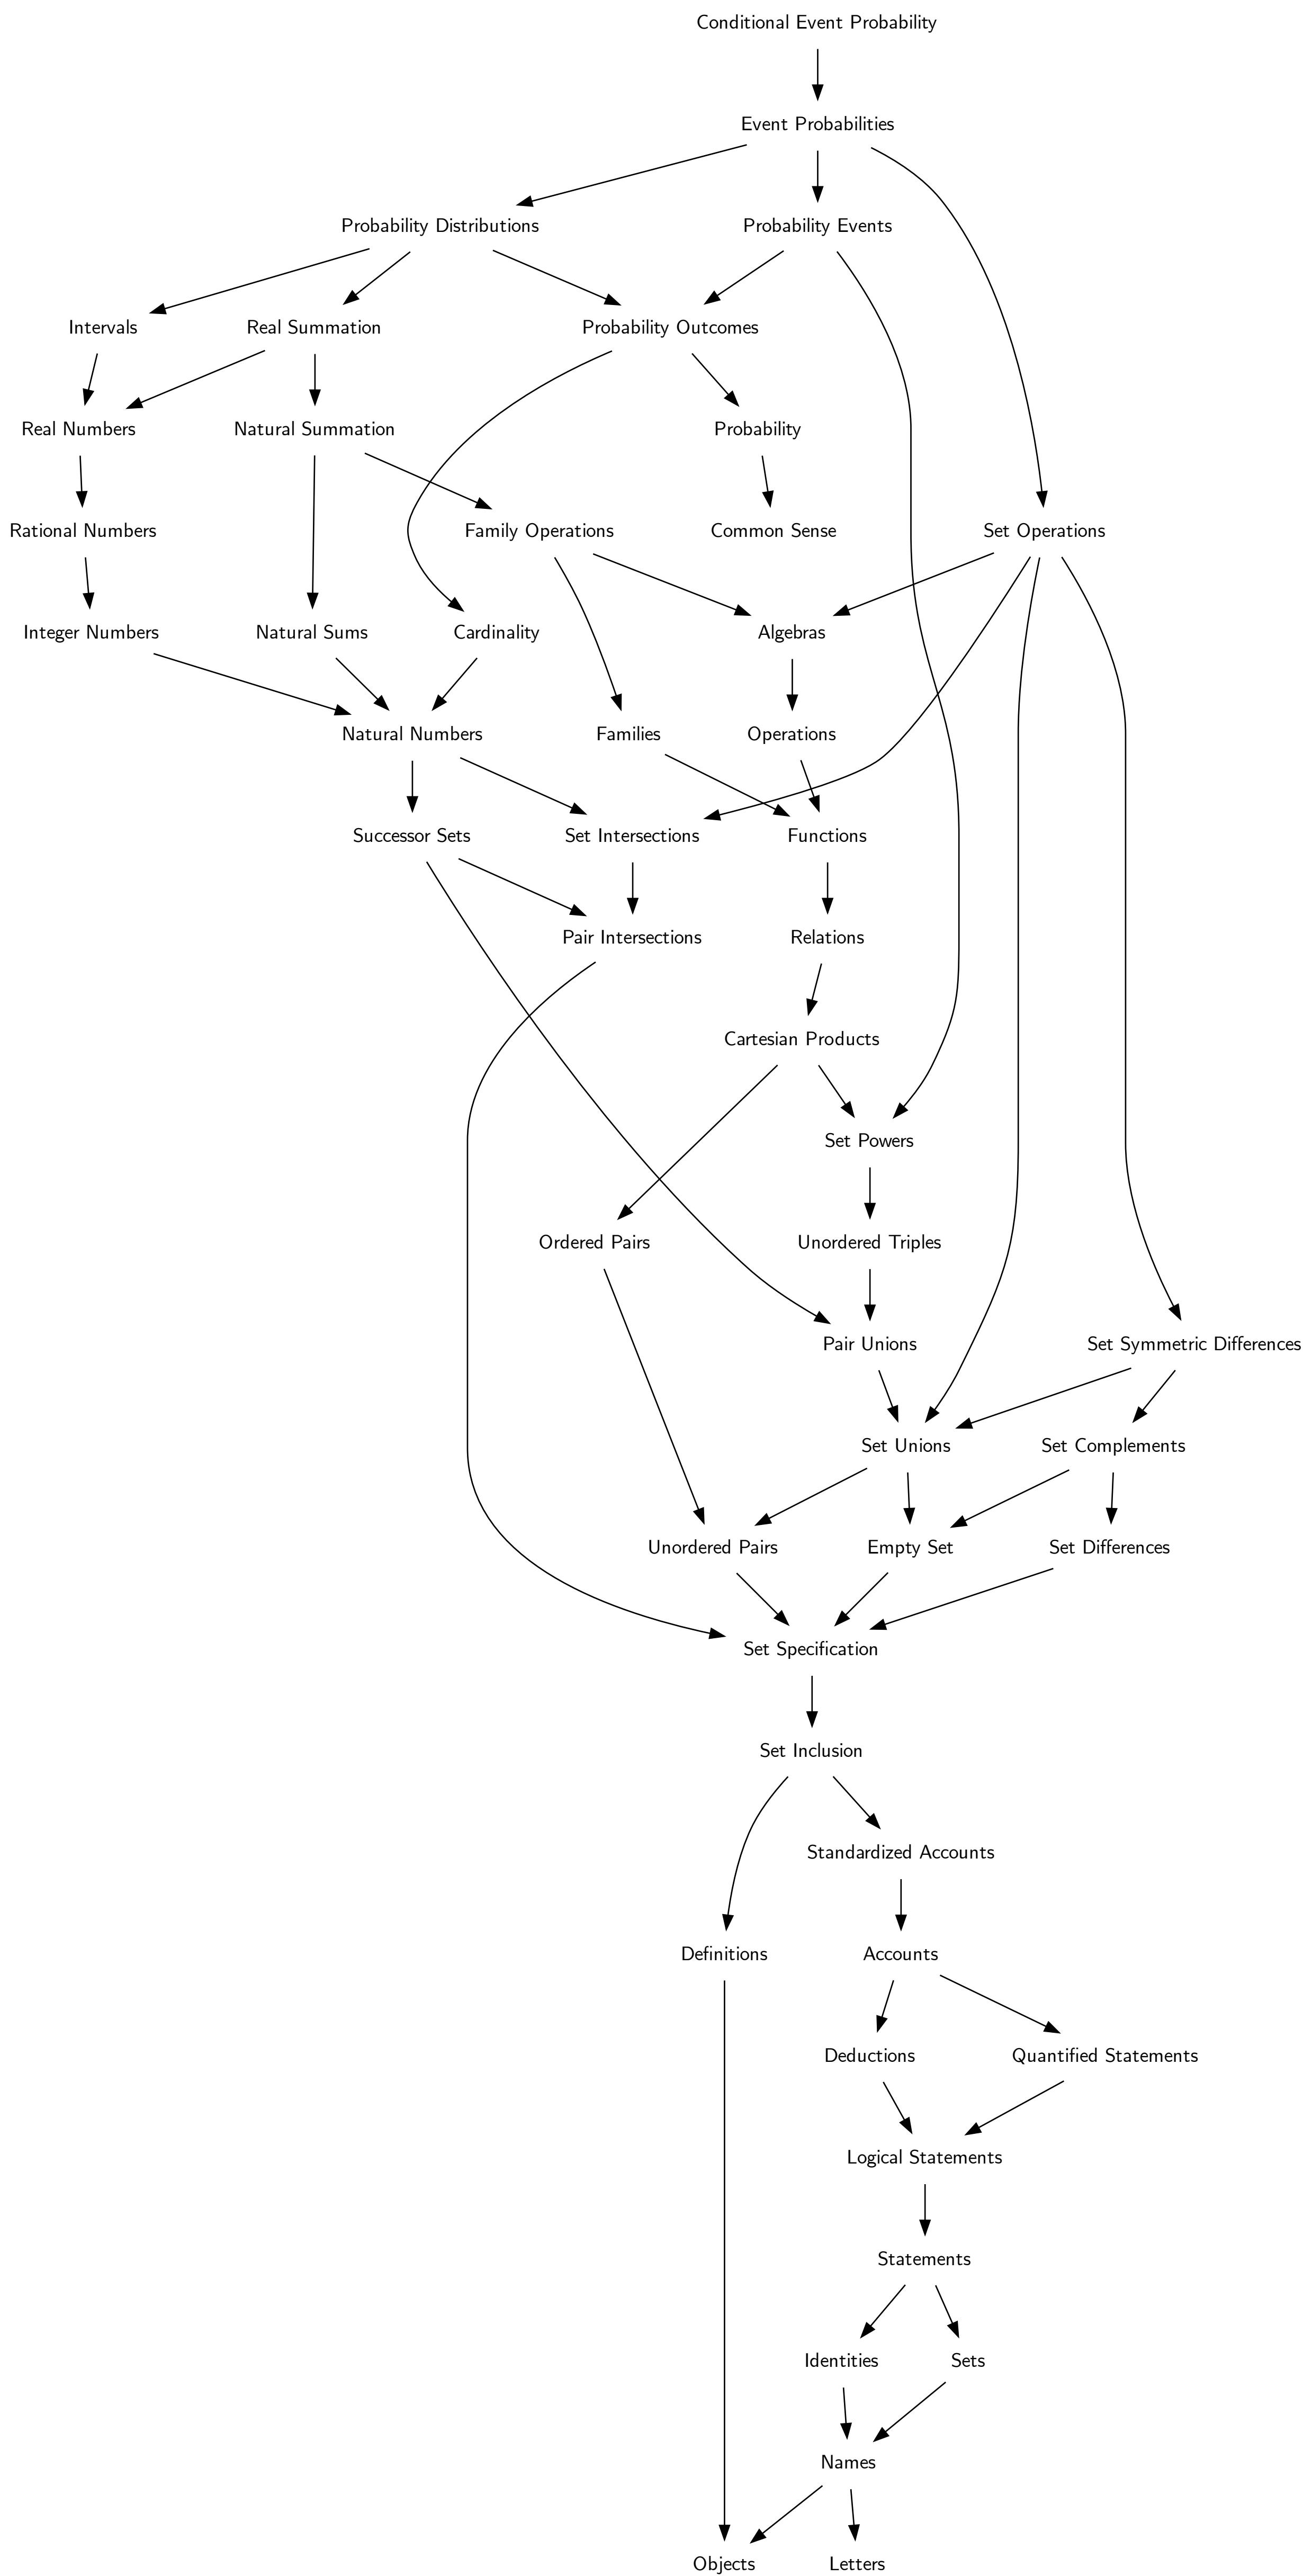 Conditional Event Probability
Event Probabilities
Probability Distributions
Probability Events
Intervals
Real Summation
Probability Outcomes
Real Numbers
Natural Summation
Probability
Rational Numbers
Family Operations
Common Sense
Set Operations
Integer Numbers
Natural Sums
Cardinality
Algebras
Natural Numbers
Families
Operations
Successor Sets
Set Intersections
Functions
Pair Intersections
Relations
Cartesian Products
Set Powers
Ordered Pairs
Unordered Triples
Pair Unions
Set Symmetric Differences
Set Unions
Set Complements
Unordered Pairs
Empty Set
Set Differences
Set Specification
Set Inclusion
Standardized Accounts
Definitions
Accounts
Deductions
Quantified Statements
Logical Statements
Statements
Identities
Sets
Names
Objects
Letters